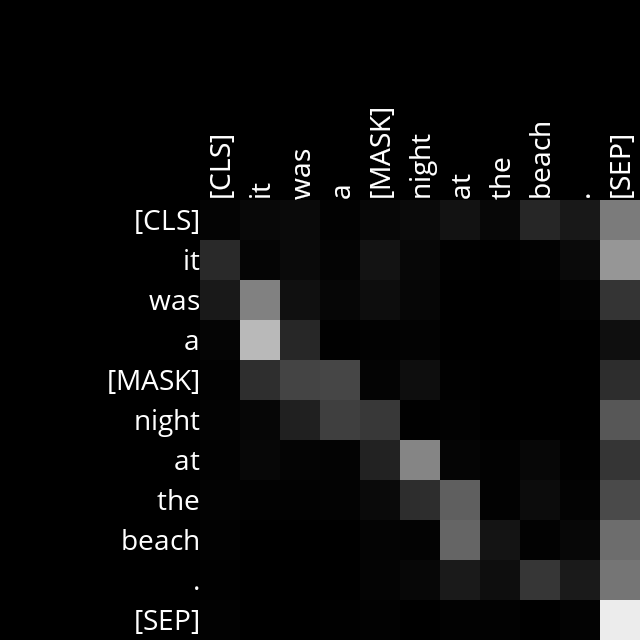 [CLS] it was a [MASK] night at the beach . [SEP]
[CLS]
it
was
a
[MASK]
night
at
the
beach
.
[SEP]